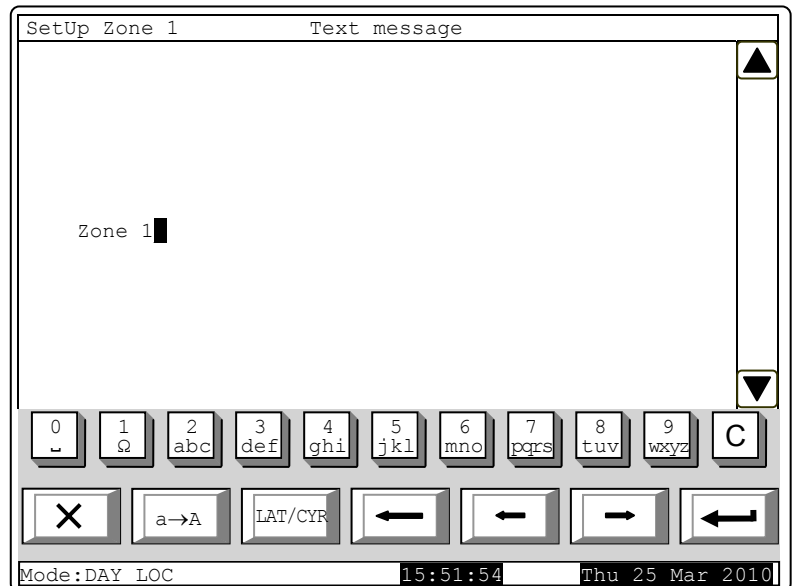 SetUp Zone 1 Text message
Zone 1
0 1 2 3 4 5 6 7 8 9 C
␣ Ω abc def ghi jkl mno pqrs tuv wxyz
a→A LAT/CYR
Mode:DAY LOC 15:51:54 Thu 25 Mar 2010